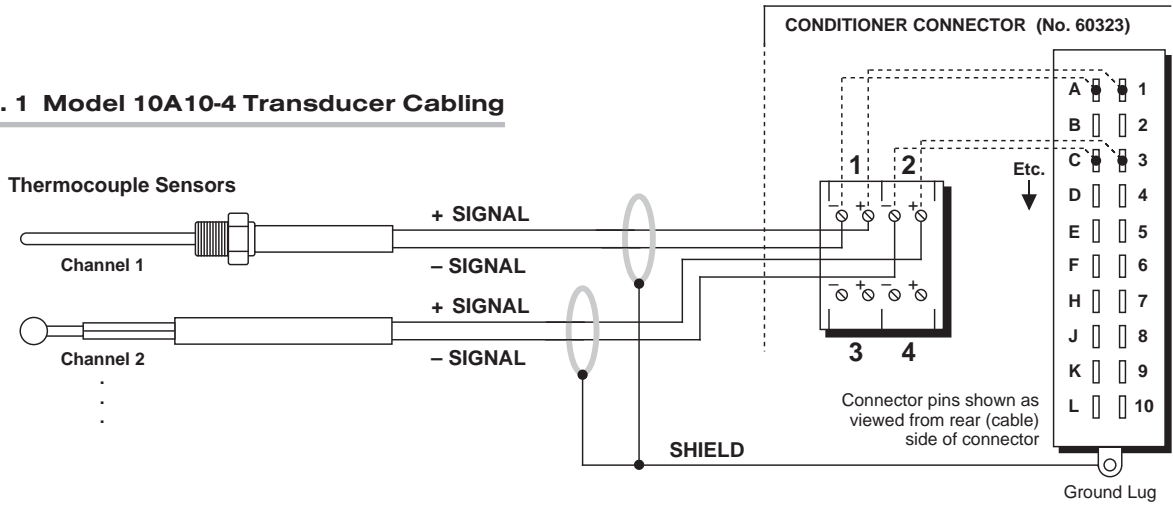 CONDITIONER CONNECTOR (No. 60323)
. 1 Model 10A10-4 Transducer Cabling
Thermocouple Sensors
+ SIGNAL
Channel 1
– SIGNAL
+ SIGNAL
Channel 2
– SIGNAL
.
.
.
SHIELD
1 2
– + – +
– + – +
3 4
Etc.
A 1
B 2
C 3
D 4
E 5
F 6
H 7
J 8
K 9
L 10
Connector pins shown as
viewed from rear (cable)
side of connector
Ground Lug